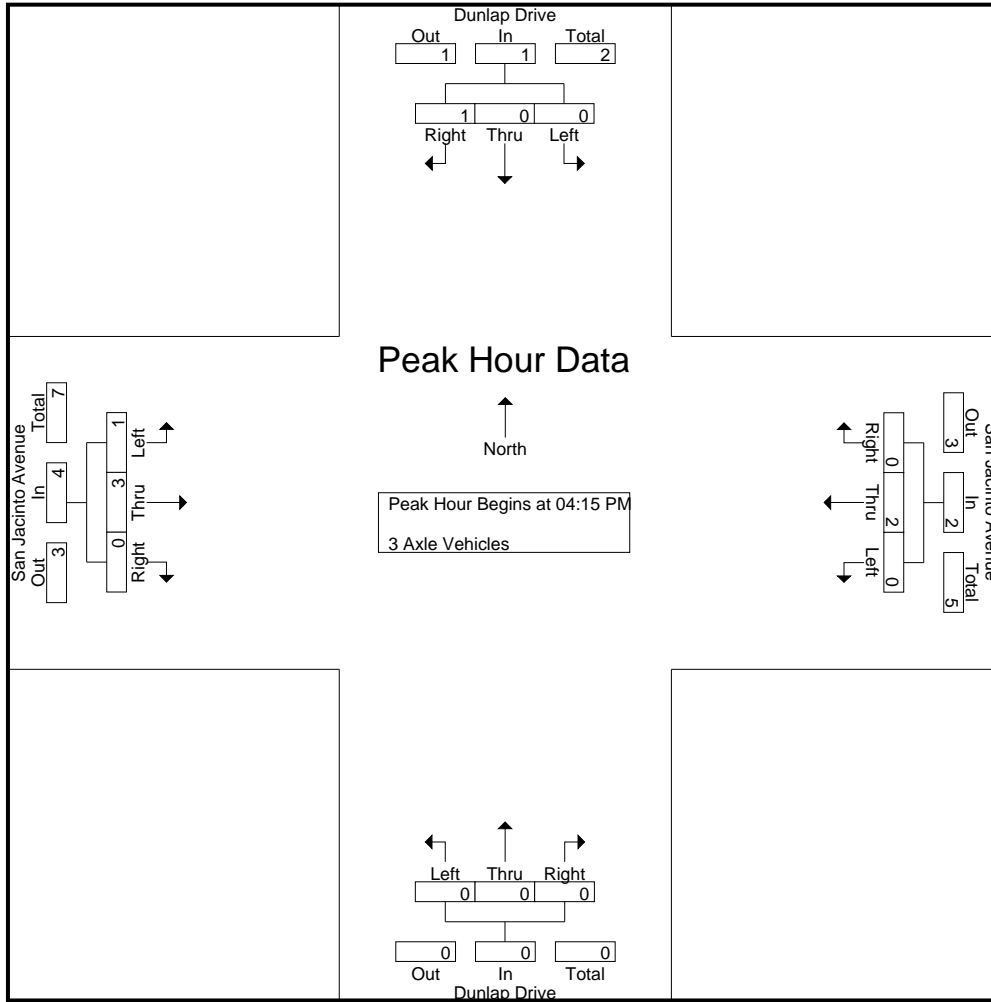 Dunlap Drive
Out In Total
1 1 2
1 0 0
Right Thru Left
Peak Hour Data
North
Peak Hour Begins at 04:15 PM
3 Axle Vehicles
San Jacinto Avenue
Total In Out
7 4 3
1 3 0
Left Thru Right
San Jacinto Avenue
Out In Total
3 2 5
0 2 0
Right Thru Left
Left Thru Right
0 0 0
0 0 0
Out In Total
Dunlap Drive